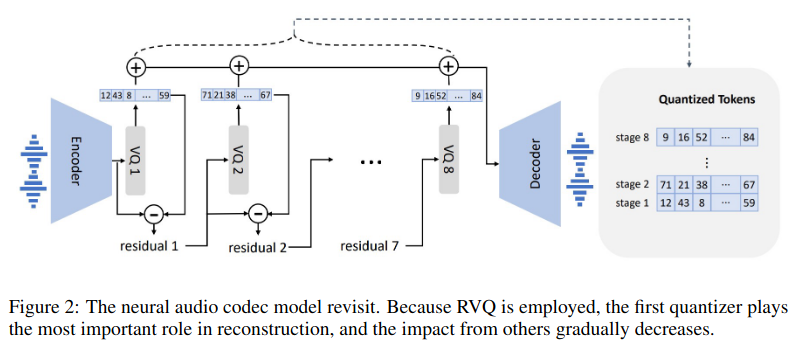 12 43 8 ... 59
71 21 38 ... 67
9 16 52 ... 84
Encoder
VQ 1
VQ 2
...
VQ 8
Decoder
residual 1
residual 2
residual 7
Quantized Tokens
stage 8 9 16 52 ... 84
⋮
stage 2 71 21 38 ... 67
stage 1 12 43 8 ... 59
Figure 2: The neural audio codec model revisit. Because RVQ is employed, the first quantizer plays
the most important role in reconstruction, and the impact from others gradually decreases.